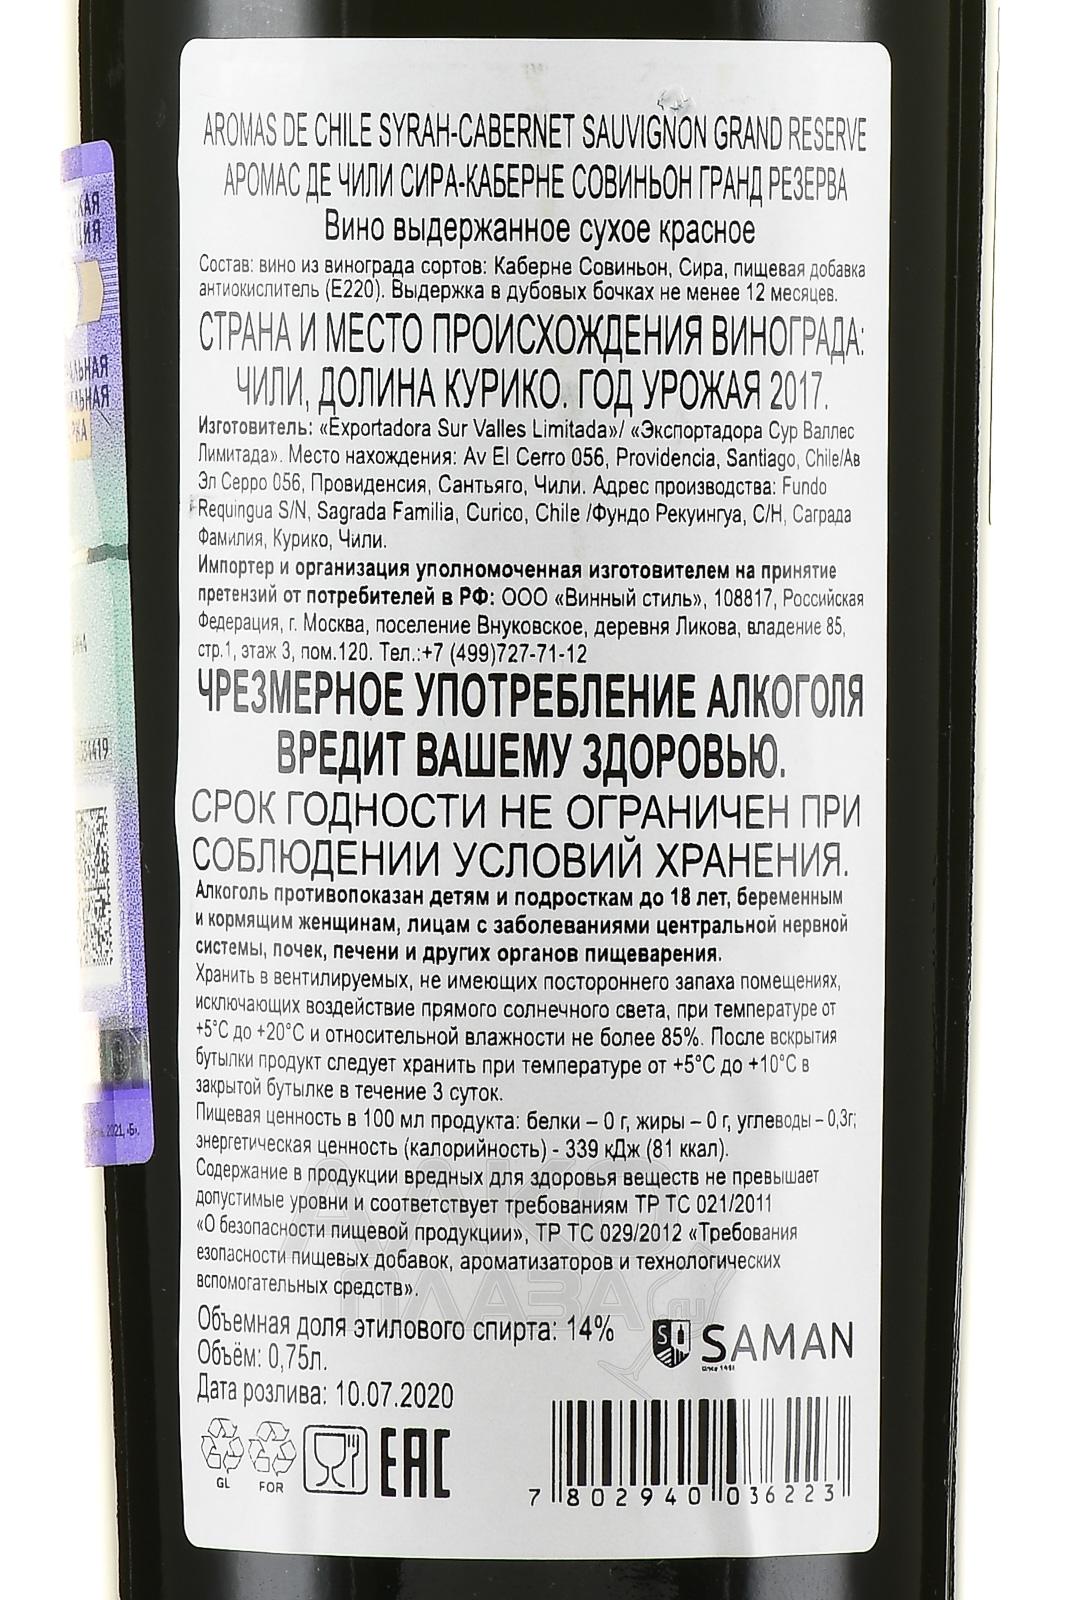 AROMAS DE CHILE SYRAH-CABERNET SAUVIGNON GRAND RESERVE
АРОМАС ДЕ ЧИЛИ СИРА-КАБЕРНЕ СОВИНЬОН ГРАНД РЕЗЕРВА
Вино выдержанное сухое красное
Состав: вино из винограда сортов: Каберне Совиньон, Сира, пищевая добавка
антиокислитель (Е220). Выдержка в дубовых бочках не менее 12 месяцев.
СТРАНА И МЕСТО ПРОИСХОЖДЕНИЯ ВИНОГРАДА:
ЧИЛИ, ДОЛИНА КУРИКО. ГОД УРОЖАЯ 2017.
Изготовитель: «Exportadora Sur Valles Limitada»/ «Экспортадора Сур Валлес
Лимитада». Место нахождения: Av El Cerro 056, Providencia, Santiago, Chile/Ав
Эл Серро 056, Провиденсия, Сантьяго, Чили. Адрес производства: Fundo
Requingua S/N, Sagrada Familia, Curico, Chile /Фундо Рекуингуа, С/Н, Саграда
Фамилия, Курико, Чили.
Импортер и организация уполномоченная изготовителем на принятие
претензий от потребителей в РФ: ООО «Винный стиль», 108817, Российская
Федерация, г. Москва, поселение Внуковское, деревня Ликова, владение 85,
стр.1, этаж 3, пом.120. Тел.:+7 (499)727-71-12
ЧРЕЗМЕРНОЕ УПОТРЕБЛЕНИЕ АЛКОГОЛЯ
ВРЕДИТ ВАШЕМУ ЗДОРОВЬЮ.
СРОК ГОДНОСТИ НЕ ОГРАНИЧЕН ПРИ
СОБЛЮДЕНИИ УСЛОВИЙ ХРАНЕНИЯ.
Алкоголь противопоказан детям и подросткам до 18 лет, беременным
и кормящим женщинам, лицам с заболеваниями центральной нервной
системы, почек, печени и других органов пищеварения.
Хранить в вентилируемых, не имеющих постороннего запаха помещениях,
исключающих воздействие прямого солнечного света, при температуре от
+5°С до +20°С и относительной влажности не более 85%. После вскрытия
бутылки продукт следует хранить при температуре от +5°С до +10°С в
закрытой бутылке в течение 3 суток.
Пищевая ценность в 100 мл продукта: белки – 0 г, жиры – 0 г, углеводы – 0,3г;
энергетическая ценность (калорийность) - 339 кДж (81 ккал).
Содержание в продукции вредных для здоровья веществ не превышает
допустимые уровни и соответствует требованиям ТР ТС 021/2011
«О безопасности пищевой продукции», ТР ТС 029/2012 «Требования
езопасности пищевых добавок, ароматизаторов и технологических
вспомогательных средств».
Объемная доля этилового спирта: 14%
Объём: 0,75л.
Дата розлива: 10.07.2020
SAMAN
since 1491
GL
FOR
EAC
7 802940 036223
АЛКО
ПЛАЗА.ru
2021, «Б».